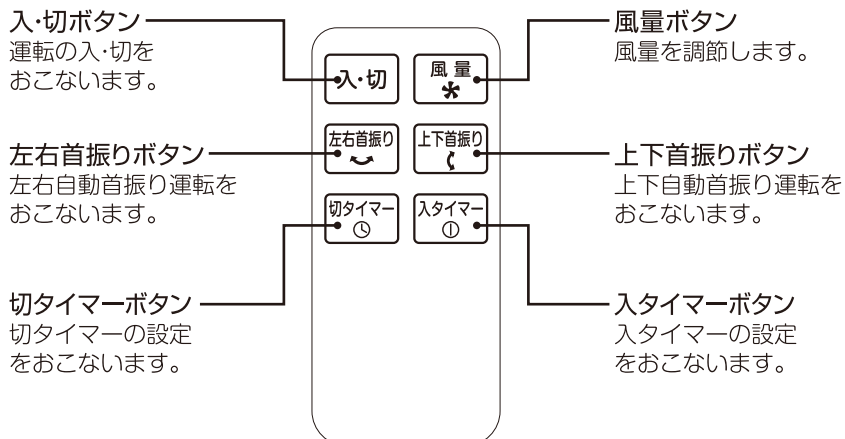 入・切ボタン
運転の入・切を
おこないます。
左右首振りボタン
左右自動首振り運転を
おこないます。
切タイマーボタン
切タイマーの設定
をおこないます。
入・切
風量
左右首振り
上下首振り
切タイマー
入タイマー
風量ボタン
風量を調節します。
上下首振りボタン
上下自動首振り運転を
おこないます。
入タイマーボタン
入タイマーの設定
をおこないます。